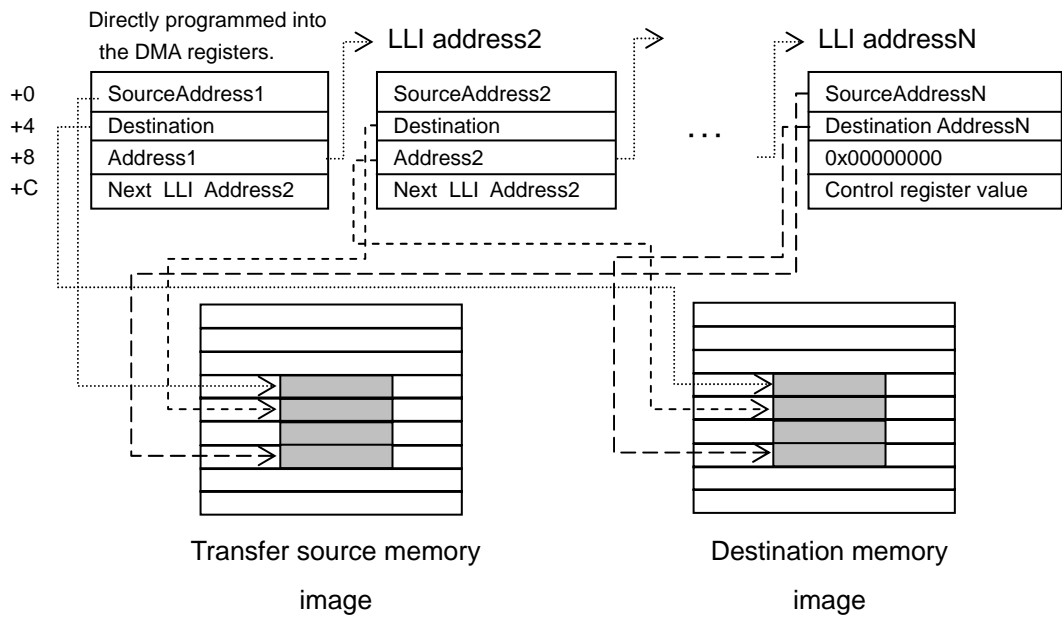 Directly programmed into
the DMA registers.
LLI address2
LLI addressN
+0
+4
+8
+C
SourceAddress1
Destination
Address1
Next LLI Address2
SourceAddress2
Destination
Address2
Next LLI Address2
...
SourceAddressN
Destination AddressN
0x00000000
Control register value
Transfer source memory
image
Destination memory
image